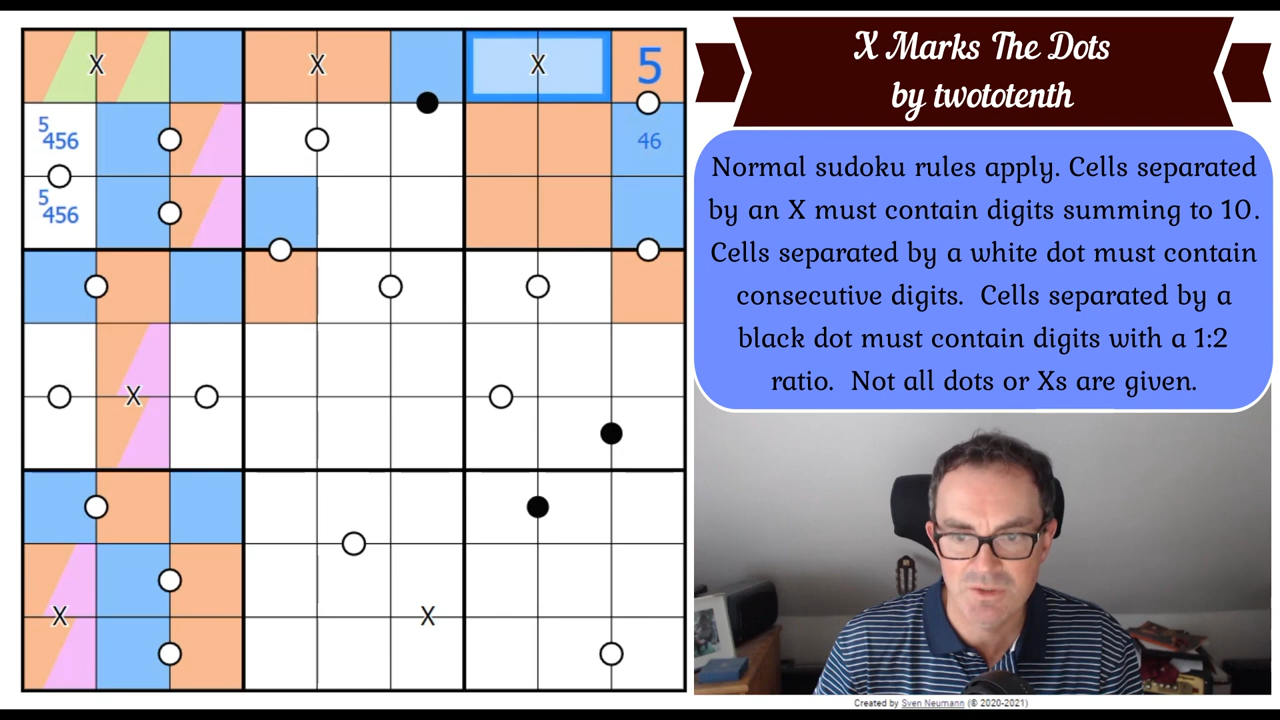 X Marks The Dots
by twototenth
X X X 5
5
456 46
5
456
X
X X
Normal sudoku rules apply. Cells separated
by an X must contain digits summing to 10.
Cells separated by a white dot must contain
consecutive digits. Cells separated by a
black dot must contain digits with a 1:2
ratio. Not all dots or Xs are given.
Created by Sven Neumann (© 2020-2021)